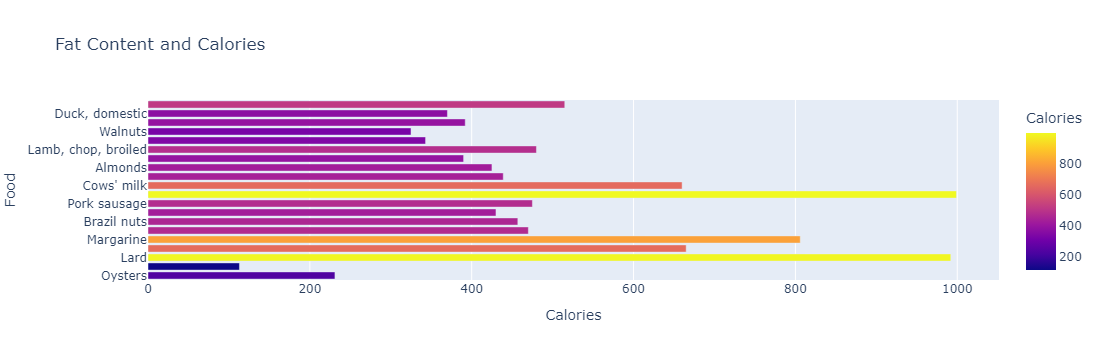 Fat Content and Calories
Food
Duck, domestic
Walnuts
Lamb, chop, broiled
Almonds
Cows' milk
Pork sausage
Brazil nuts
Margarine
Lard
Oysters
0 200 400 600 800 1000
Calories
Calories
800
600
400
200